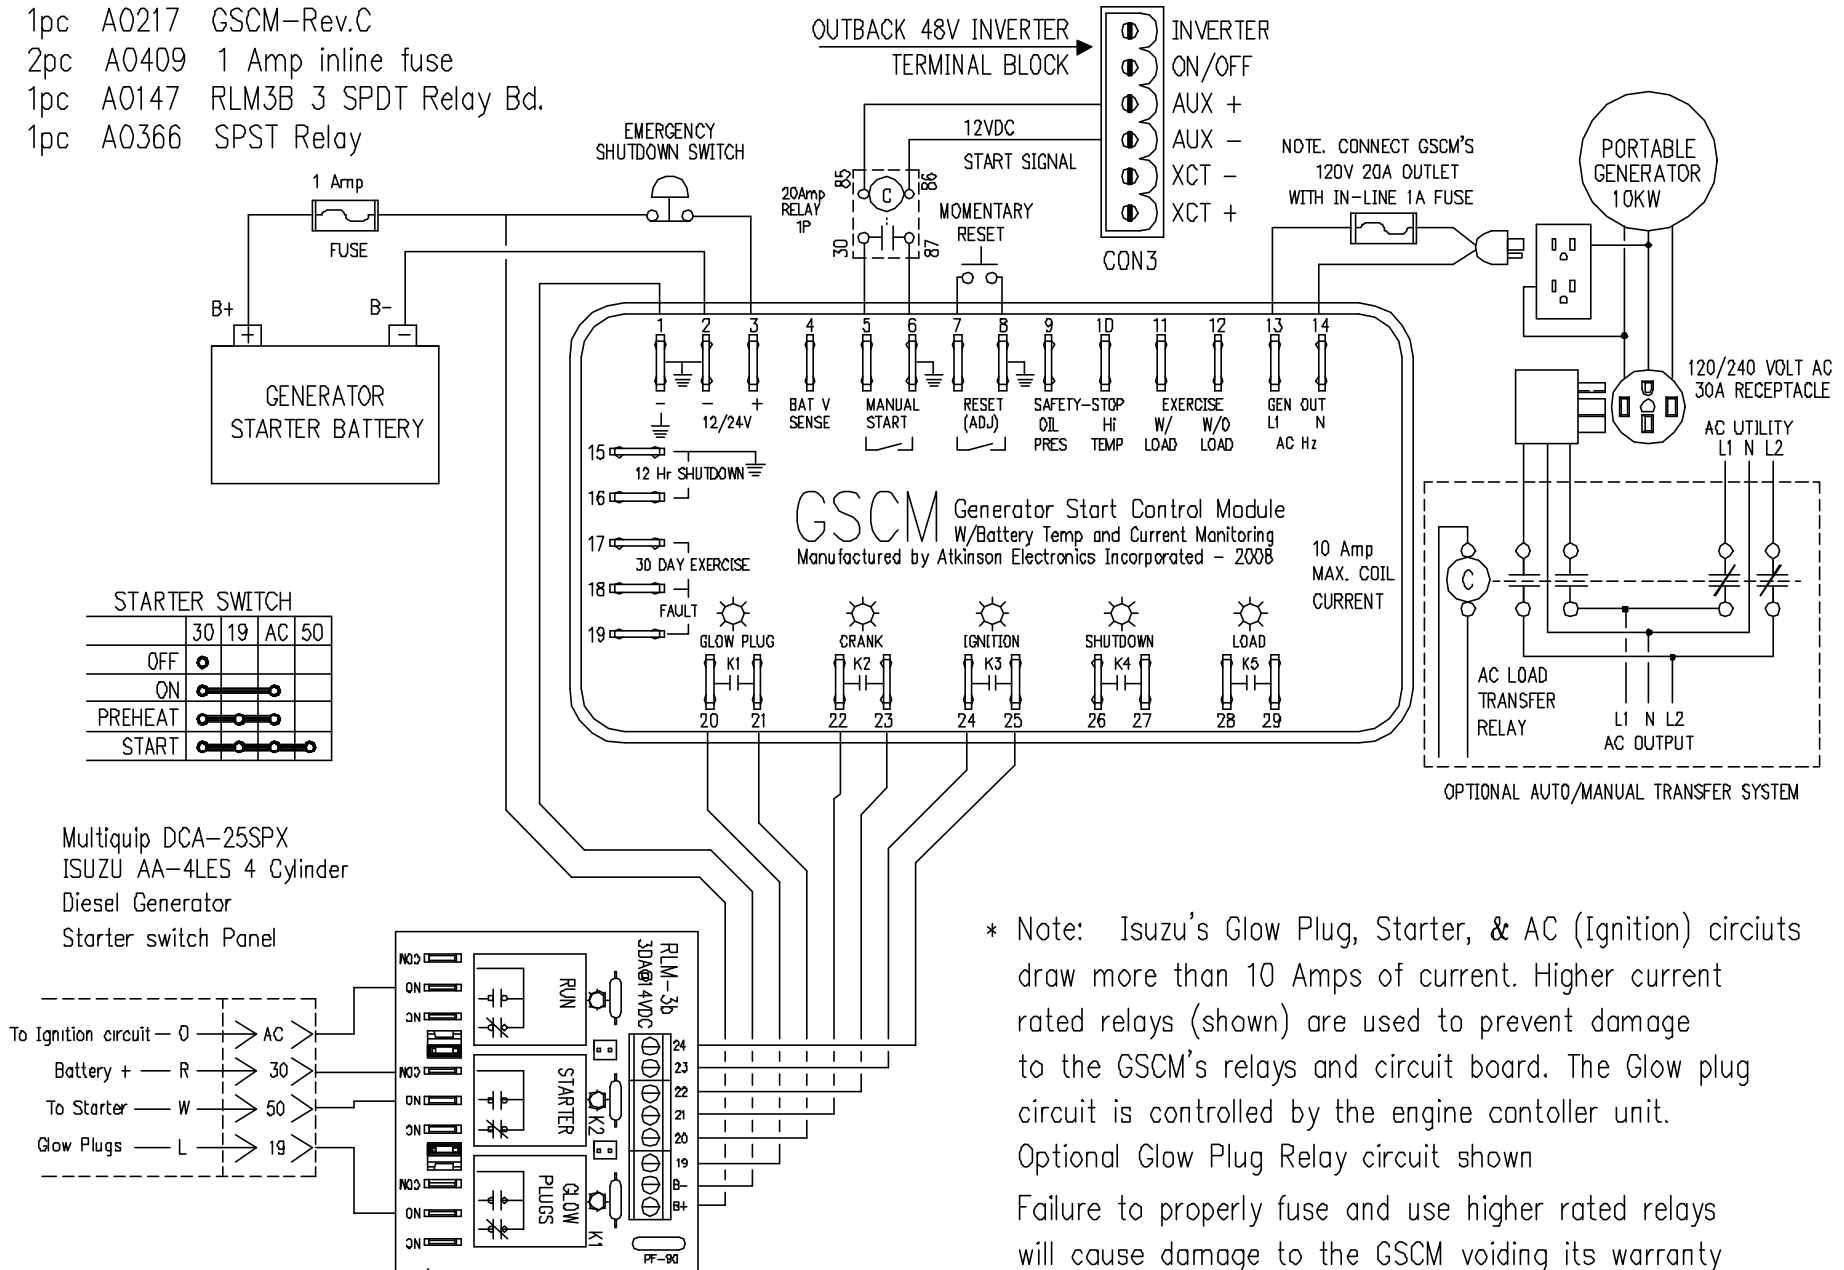 1pc A0217 GSCM-Rev.C
2pc A0409 1 Amp inline fuse
1pc A0147 RLM3B 3 SPDT Relay Bd.
1pc A0366 SPST Relay
OUTBACK 48V INVERTER
TERMINAL BLOCK
INVERTER
ON/OFF
AUX +
AUX -
XCT -
XCT +
CON3
12VDC
START SIGNAL
EMERGENCY
SHUTDOWN SWITCH
1 Amp
FUSE
20Amp
RELAY
1P
85
86
C
30
87
MOMENTARY
RESET
NOTE. CONNECT GSCM'S
120V 20A OUTLET
WITH IN-LINE 1A FUSE
PORTABLE
GENERATOR
10KW
B+
B-
+
-
GENERATOR
STARTER BATTERY
120/240 VOLT AC
30A RECEPTACLE
1 2 3 4 5 6 7 8 9 10 11 12 13 14
- - +
12/24V
BAT V
SENSE
MANUAL
START
RESET
(ADJ)
SAFETY-STOP
OIL
PRES
Hi
TEMP
EXERCISE
W/
LOAD
W/O
LOAD
GEN OUT
L1 N
AC Hz
15
12 Hr SHUTDOWN
16
17
30 DAY EXERCISE
18
FAULT
19
GSCM
Generator Start Control Module
W/Battery Temp and Current Monitoring
Manufactured by Atkinson Electronics Incorporated - 2008
10 Amp
MAX. COIL
CURRENT
GLOW PLUG
K1
CRANK
K2
IGNITION
K3
SHUTDOWN
K4
LOAD
K5
20 21 22 23 24 25 26 27 28 29
AC UTILITY
L1 N L2
C
AC LOAD
TRANSFER
RELAY
L1 N L2
AC OUTPUT
OPTIONAL AUTO/MANUAL TRANSFER SYSTEM
STARTER SWITCH
30 19 AC 50
OFF
ON
PREHEAT
START
Multiquip DCA-25SPX
ISUZU AA-4LES 4 Cylinder
Diesel Generator
Starter switch Panel
To Ignition circuit - O AC
Battery + - R 30
To Starter - W 50
Glow Plugs - L 19
CON
NO
NC
CON
NO
NC
CON
NO
NC
RUN
STARTER
K2
GLOW
PLUGS
K1
RLM-3b
30A@14VDC
24
23
22
21
20
19
B-
B+
PF-90
* Note: Isuzu's Glow Plug, Starter, & AC (Ignition) circiuts
draw more than 10 Amps of current. Higher current
rated relays (shown) are used to prevent damage
to the GSCM's relays and circuit board. The Glow plug
circuit is controlled by the engine contoller unit.
Optional Glow Plug Relay circuit shown
Failure to properly fuse and use higher rated relays
will cause damage to the GSCM voiding its warranty